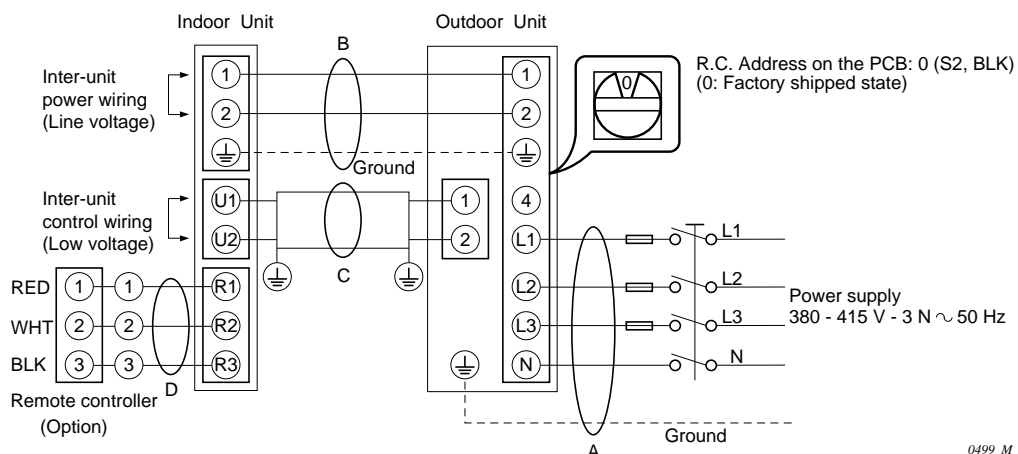 Indoor Unit
Outdoor Unit
B
R.C. Address on the PCB: 0 (S2, BLK)
(0: Factory shipped state)
0
Inter-unit
power wiring
(Line voltage)
1
1
2
2
Ground
Inter-unit
control wiring
(Low voltage)
U1
1
4
U2
2
L1
L1
C
RED
1
1
R1
L2
L2
Power supply
380 - 415 V - 3 N ∿ 50 Hz
WHT
2
2
R2
L3
L3
BLK
3
3
R3
N
N
D
Remote controller
(Option)
Ground
A
0499_M